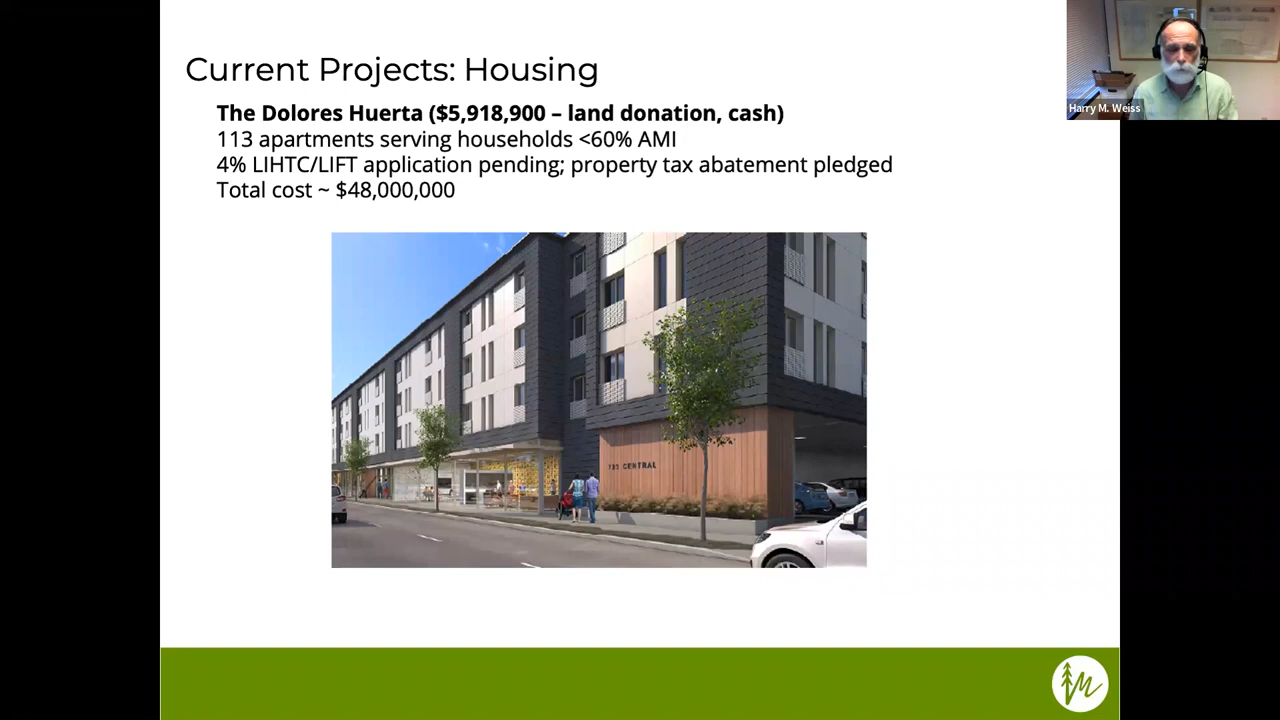 Current Projects: Housing
The Dolores Huerta ($5,918,900 – land donation, cash)
113 apartments serving households <60% AMI
4% LIHTC/LIFT application pending; property tax abatement pledged
Total cost ~ $48,000,000
Harry M. Weiss
CENTRAL